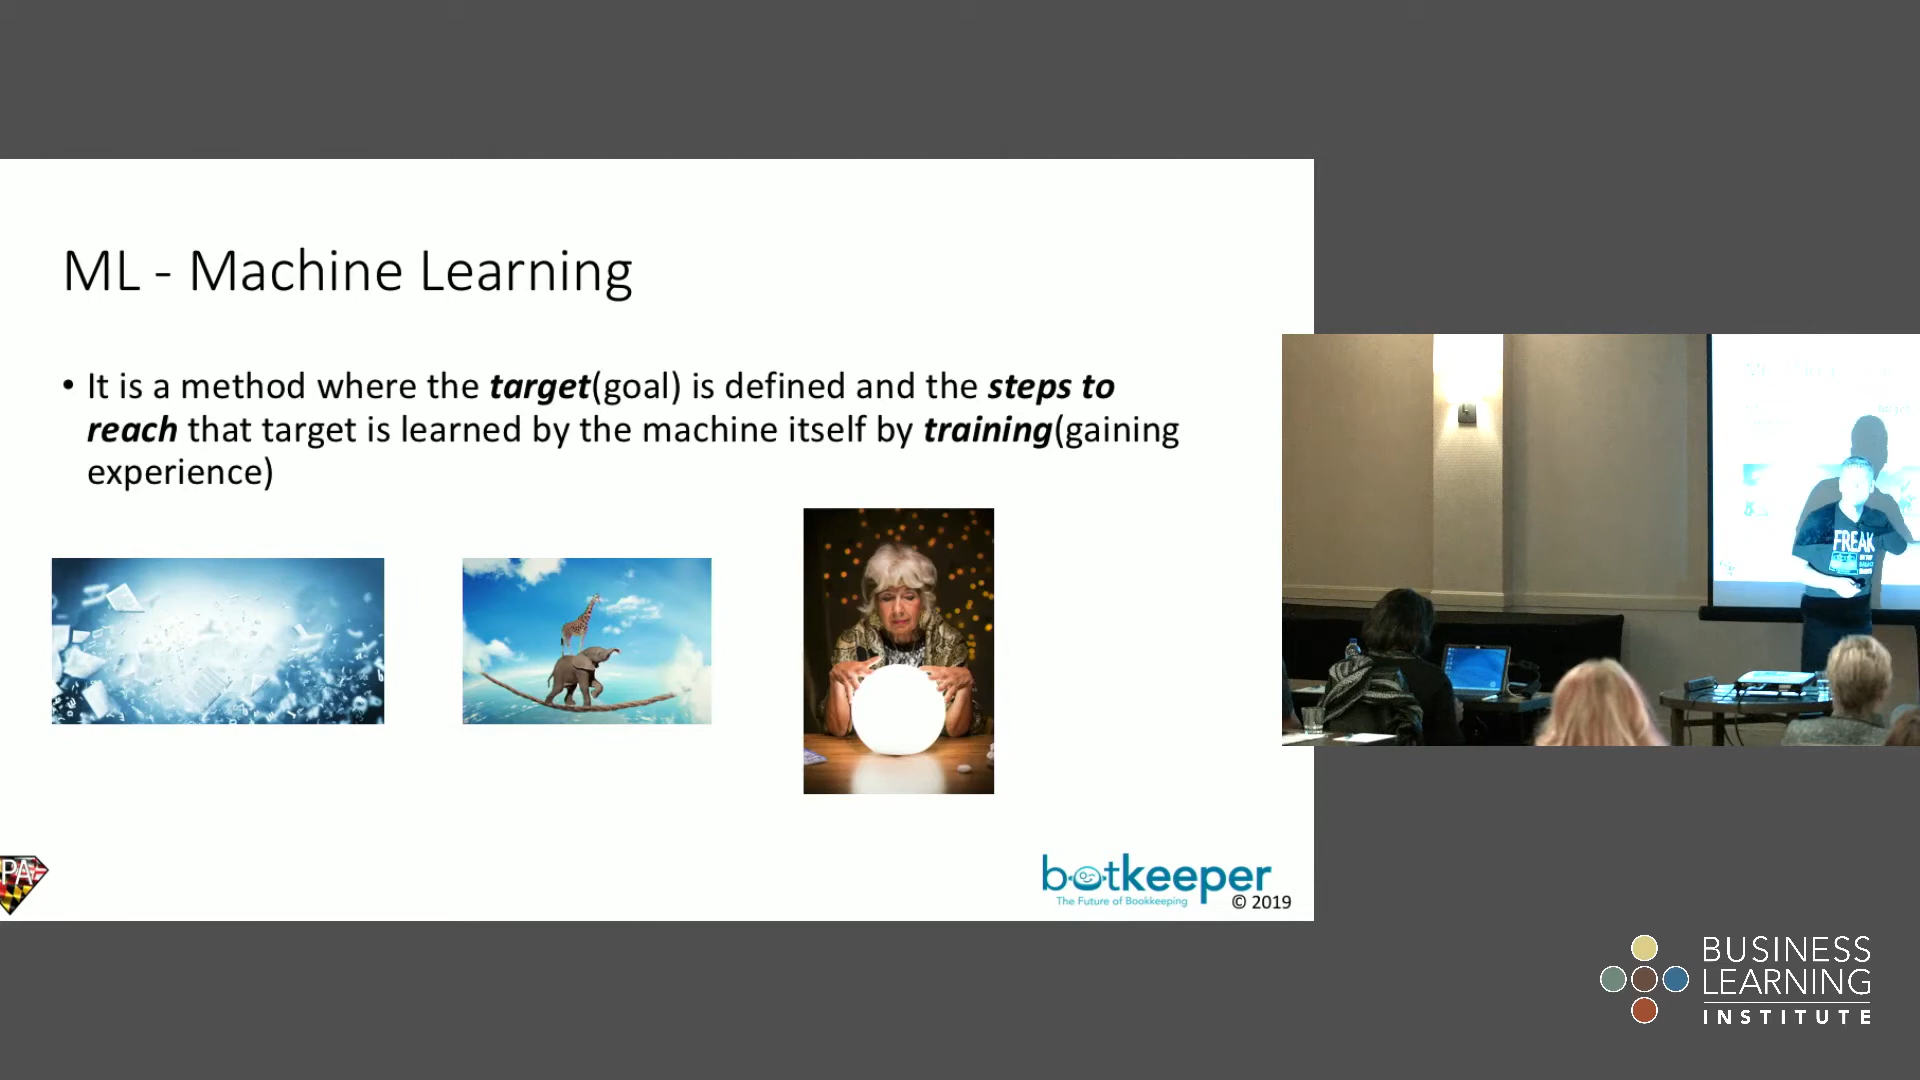 ML - Machine Learning
• It is a method where the target(goal) is defined and the steps to
reach that target is learned by the machine itself by training(gaining
experience)
FREAK
PA
botkeeper
The Future of Bookkeeping
© 2019
BUSINESS
LEARNING
INSTITUTE